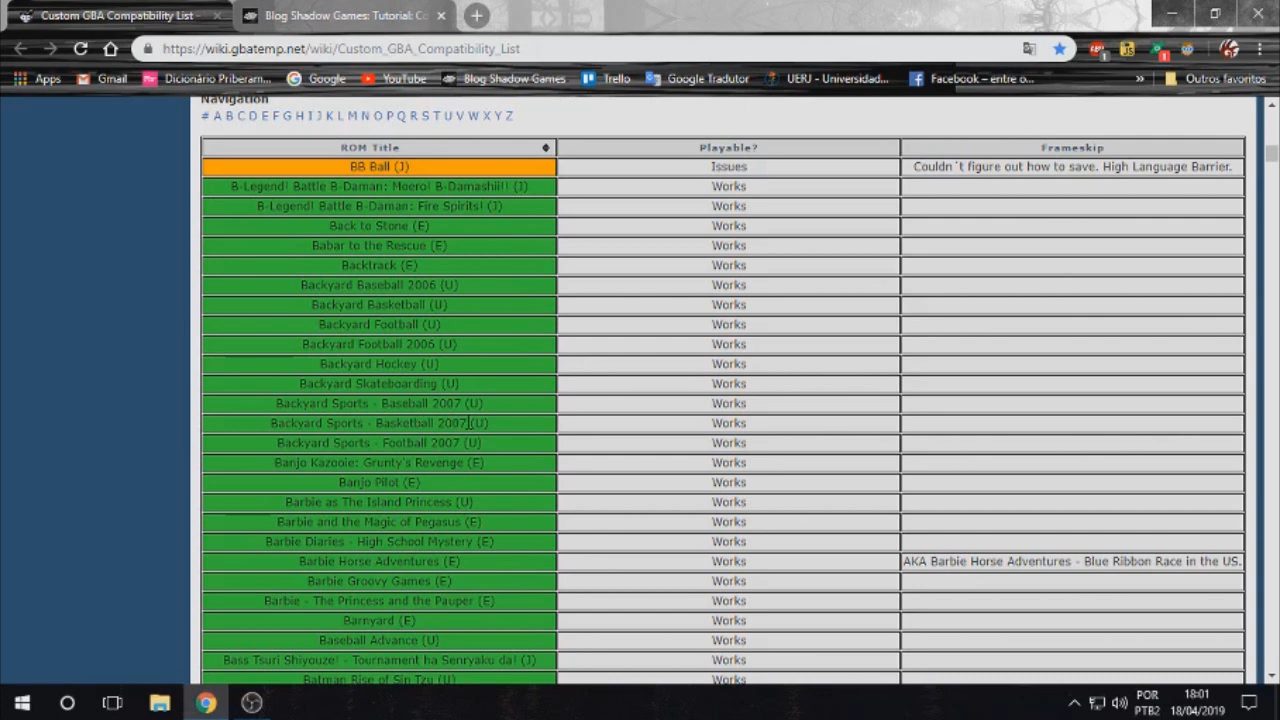 Custom GBA Compatibility List -
Blog Shadow Games: Tutorial: Co
https://wiki.gbatemp.net/wiki/Custom_GBA_Compatibility_List
Apps Gmail Dicionário Priberam... Google YouTube Blog Shadow Games Trello Google Tradutor UERJ - Universidad... Facebook – entre o... » Outros favoritos
Navigation
# A B C D E F G H I J K L M N O P Q R S T U V W X Y Z
ROM Title Playable? Frameskip
BB Ball (J) Issues Couldn´t figure out how to save. High Language Barrier.
B-Legend! Battle B-Daman: Moero! B-Damashii!! (J) Works
B-Legend! Battle B-Daman: Fire Spirits! (J) Works
Back to Stone (E) Works
Babar to the Rescue (E) Works
Backtrack (E) Works
Backyard Baseball 2006 (U) Works
Backyard Basketball (U) Works
Backyard Football (U) Works
Backyard Football 2006 (U) Works
Backyard Hockey (U) Works
Backyard Skateboarding (U) Works
Backyard Sports - Baseball 2007 (U) Works
Backyard Sports - Basketball 2007 (U) Works
Backyard Sports - Football 2007 (U) Works
Banjo Kazooie: Grunty's Revenge (E) Works
Banjo Pilot (E) Works
Barbie as The Island Princess (U) Works
Barbie and the Magic of Pegasus (E) Works
Barbie Diaries - High School Mystery (E) Works
Barbie Horse Adventures (E) Works AKA Barbie Horse Adventures - Blue Ribbon Race in the US.
Barbie Groovy Games (E) Works
Barbie - The Princess and the Pauper (E) Works
Barnyard (E) Works
Baseball Advance (U) Works
Bass Tsuri Shiyouze! - Tournament ha Senryaku da! (J) Works
Batman Rise of Sin Tzu (U) Works
POR 18:01
PTB2 18/04/2019